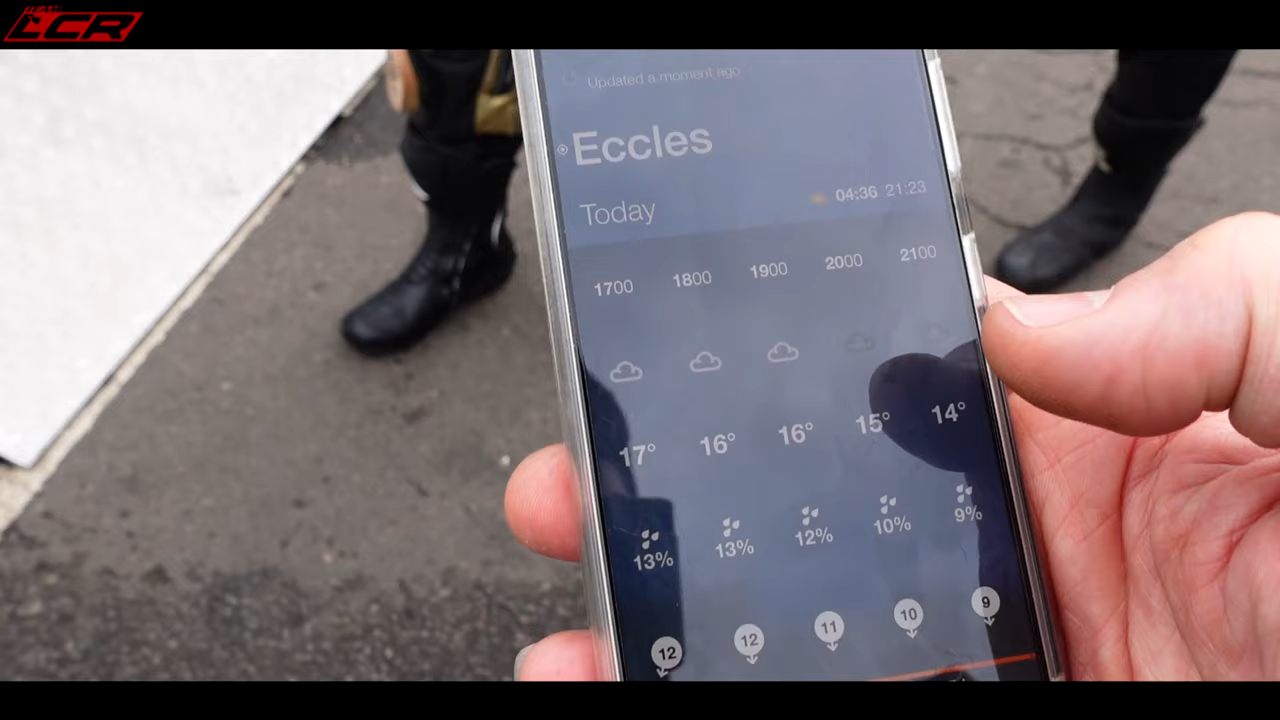 LCR
Updated a moment ago
Eccles
Today
04:36 21:23
1700 1800 1900 2000 2100
17° 16° 16° 15° 14°
13% 13% 12% 10% 9%
12 12 11 10 9